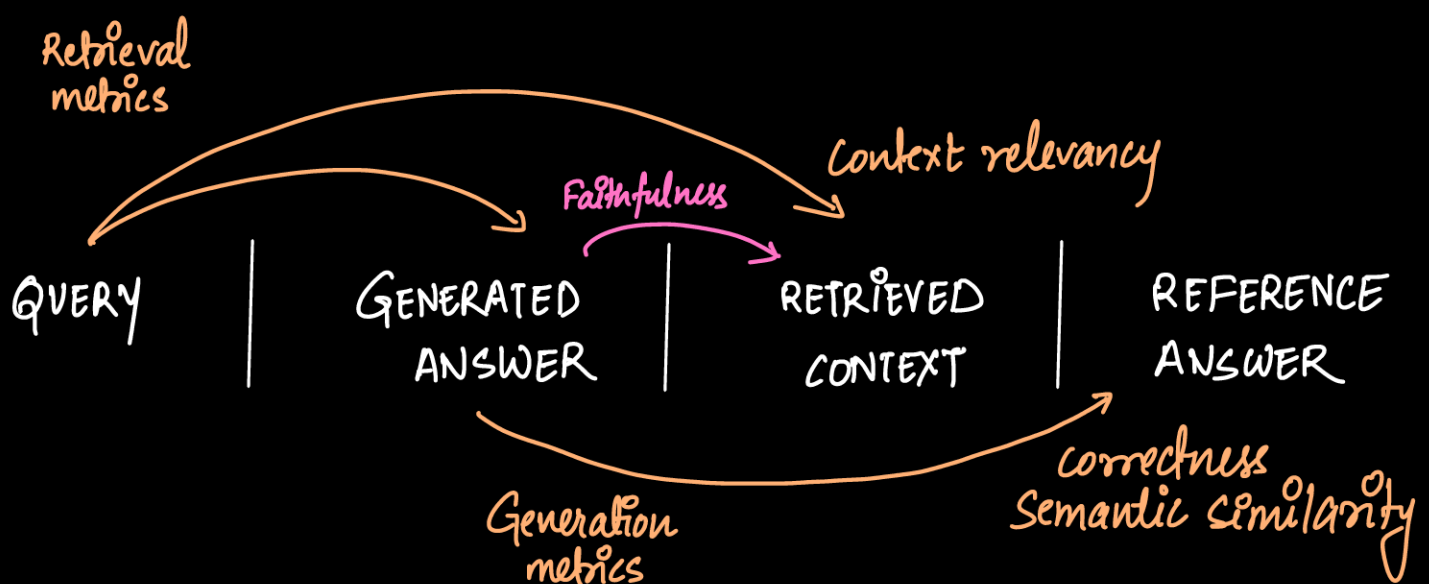 Retrieval
metrics
Context relevancy
Faithfulness
QUERY
GENERATED
ANSWER
RETRIEVED
CONTEXT
REFERENCE
ANSWER
Generation
metrics
Correctness
Semantic similarity